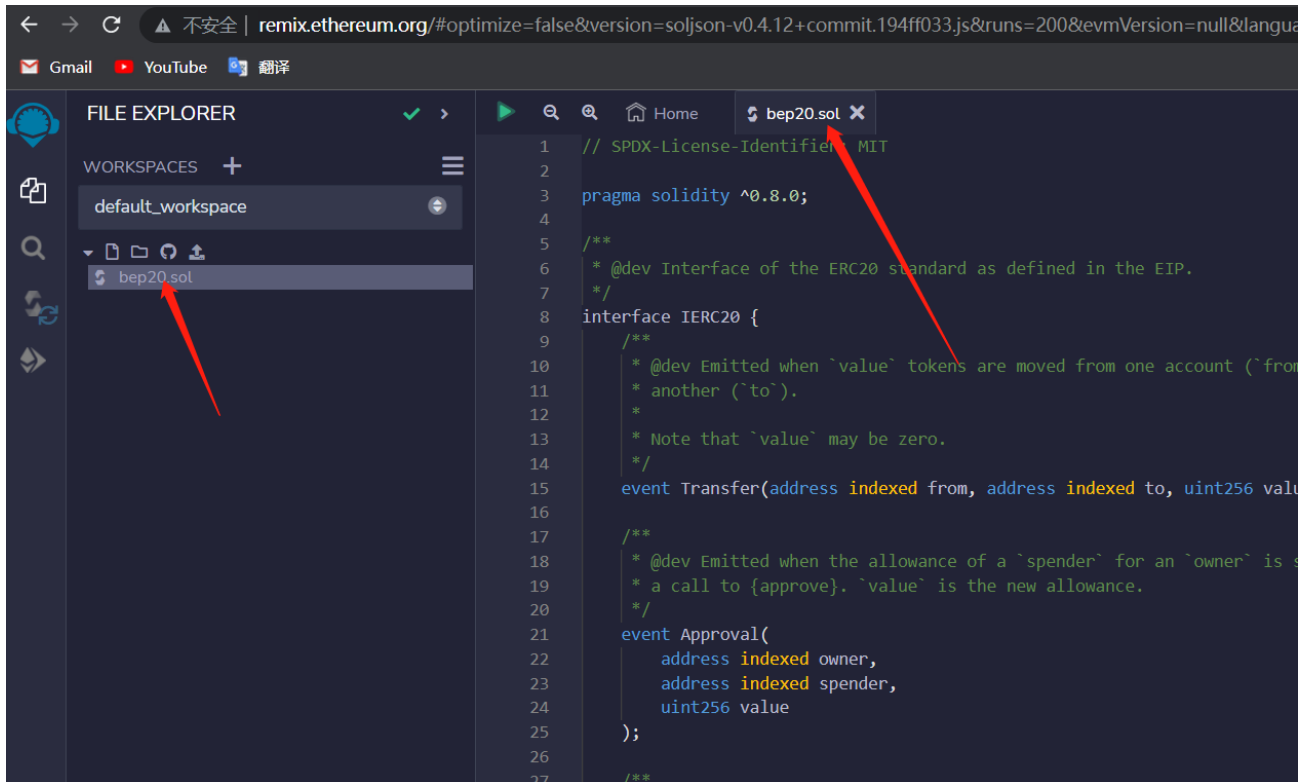 不安全 | remix.ethereum.org/#optimize=false&version=soljson-v0.4.12+commit.194ff033.js&runs=200&evmVersion=null&langua
Gmail YouTube 翻译
FILE EXPLORER
WORKSPACES +
default_workspace
bep20.sol
Home bep20.sol
1 // SPDX-License-Identifier: MIT
2
3 pragma solidity ^0.8.0;
4
5 /**
6 * @dev Interface of the ERC20 standard as defined in the EIP.
7 */
8 interface IERC20 {
9 /**
10 * @dev Emitted when `value` tokens are moved from one account (`from
11 * another (`to`).
12 *
13 * Note that `value` may be zero.
14 */
15 event Transfer(address indexed from, address indexed to, uint256 valu
16
17 /**
18 * @dev Emitted when the allowance of a `spender` for an `owner` is s
19 * a call to {approve}. `value` is the new allowance.
20 */
21 event Approval(
22 address indexed owner,
23 address indexed spender,
24 uint256 value
25 );
26
27 /**